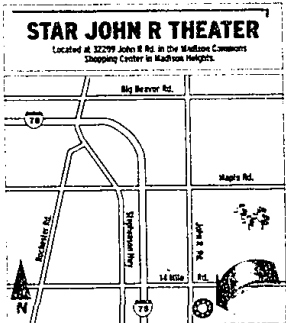 STAR JOHN R THEATER
Located at 32299 John R Rd. in the Madison Commons
Shopping Center in Madison Heights.
Big Beaver Rd.
75
Maple Rd.
Rochester Rd.
Stephenson Hwy
John R. Rd.
14 Mile Rd.
N
75